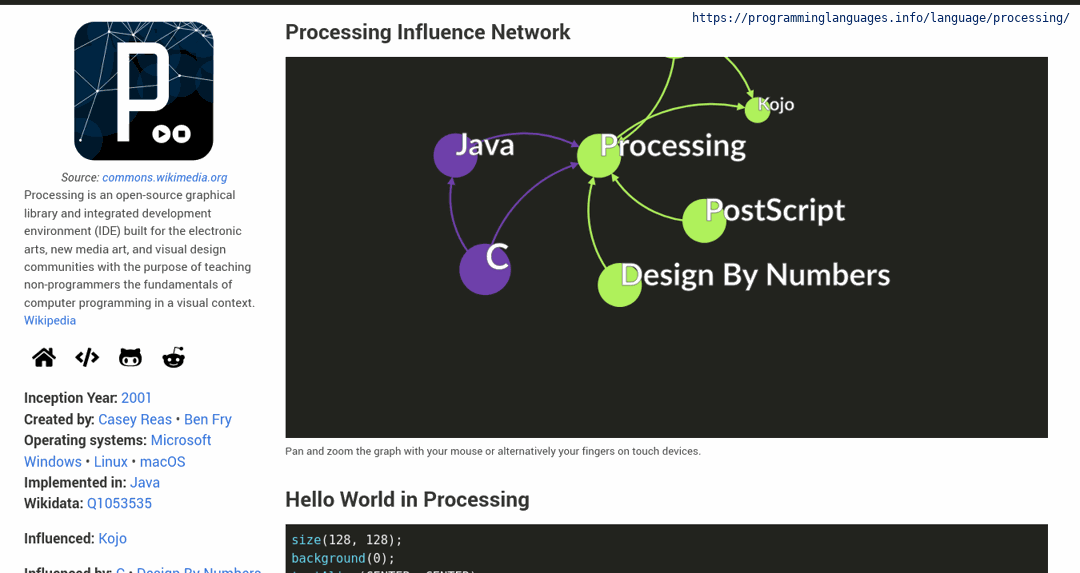 https://programminglanguages.info/language/processing/
Source: commons.wikimedia.org
Processing is an open-source graphical
library and integrated development
environment (IDE) built for the electronic
arts, new media art, and visual design
communities with the purpose of teaching
non-programmers the fundamentals of
computer programming in a visual context.
Wikipedia
Inception Year: 2001
Created by: Casey Reas • Ben Fry
Operating systems: Microsoft
Windows • Linux • macOS
Implemented in: Java
Wikidata: Q1053535
Influenced: Kojo
Influenced by: C • Design By Numbers
Processing Influence Network
Kojo
Java
Processing
PostScript
C
Design By Numbers
Pan and zoom the graph with your mouse or alternatively your fingers on touch devices.
Hello World in Processing
size(128, 128);
background(0);